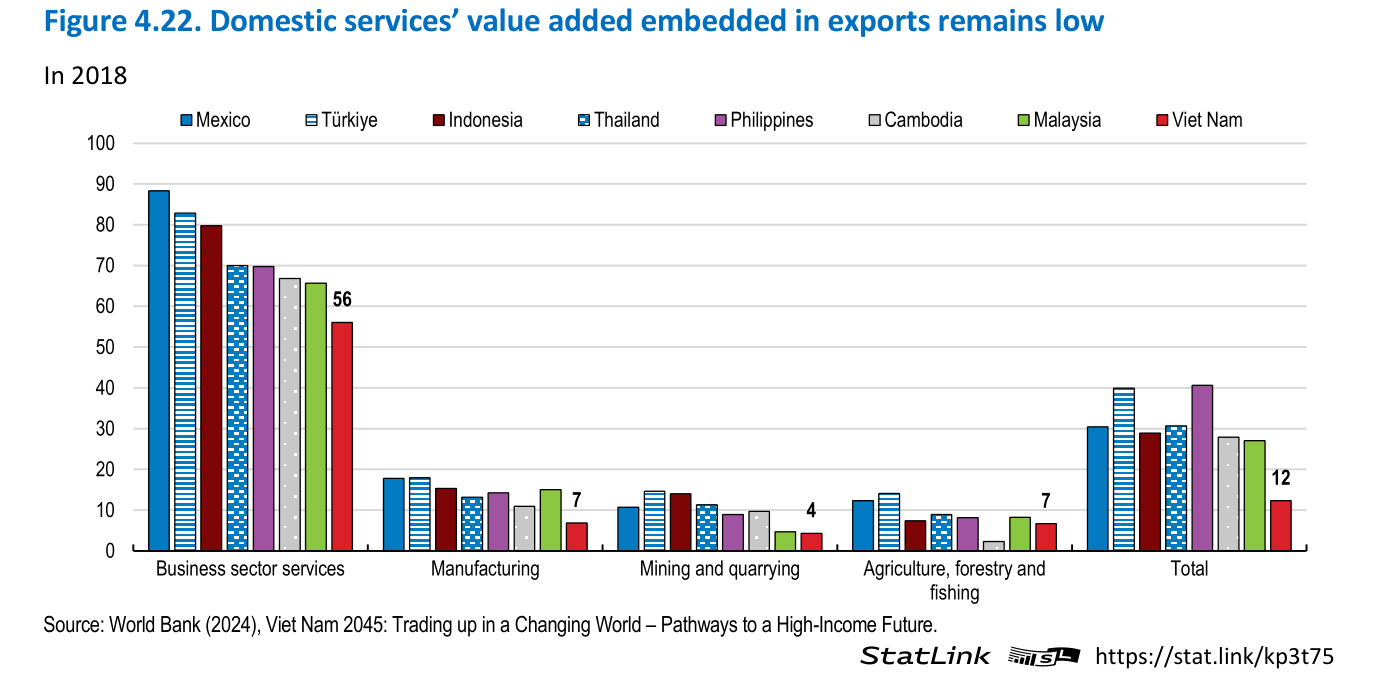 Figure 4.22. Domestic services’ value added embedded in exports remains low
In 2018
Mexico Türkiye Indonesia Thailand Philippines Cambodia Malaysia Viet Nam
100
90
80
70
60
50
40
30
20
10
0
56
7
4
7
12
Business sector services Manufacturing Mining and quarrying Agriculture, forestry and Total
fishing
Source: World Bank (2024), Viet Nam 2045: Trading up in a Changing World – Pathways to a High-Income Future.
StatLink SL https://stat.link/kp3t75